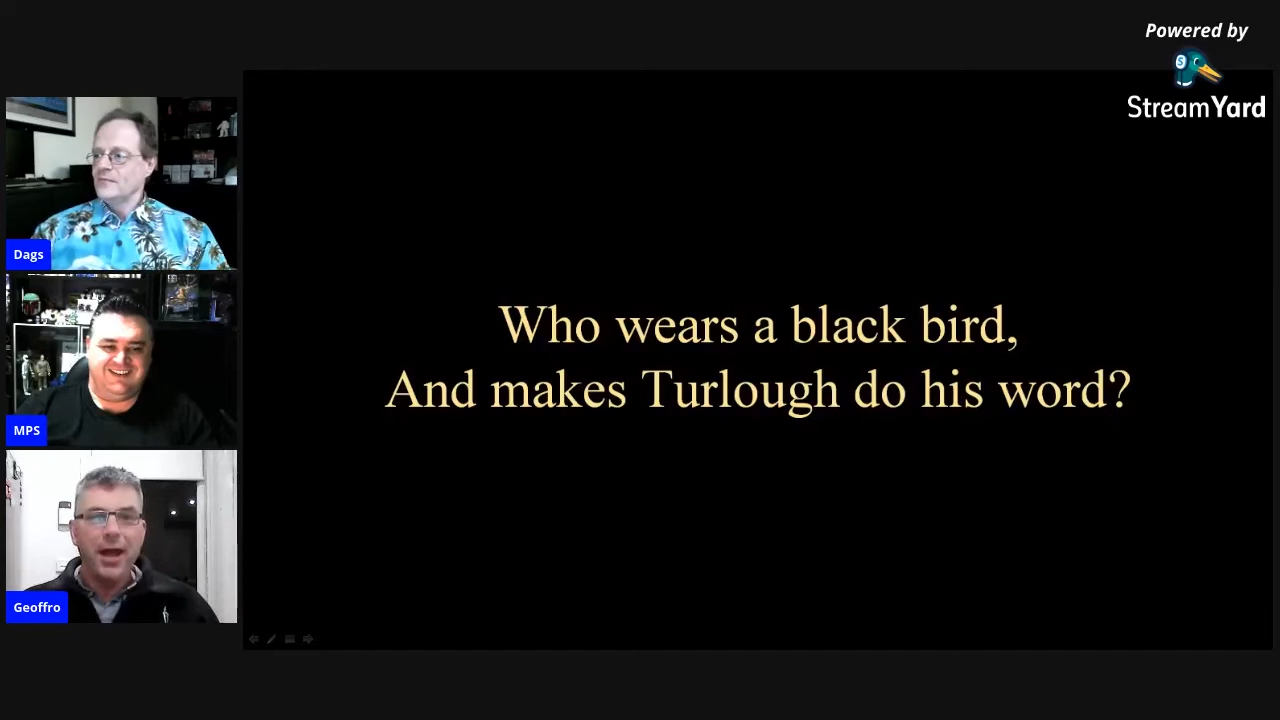 Powered by
StreamYard
Dags
Who wears a black bird,
And makes Turlough do his word?
MPS
Geoffro